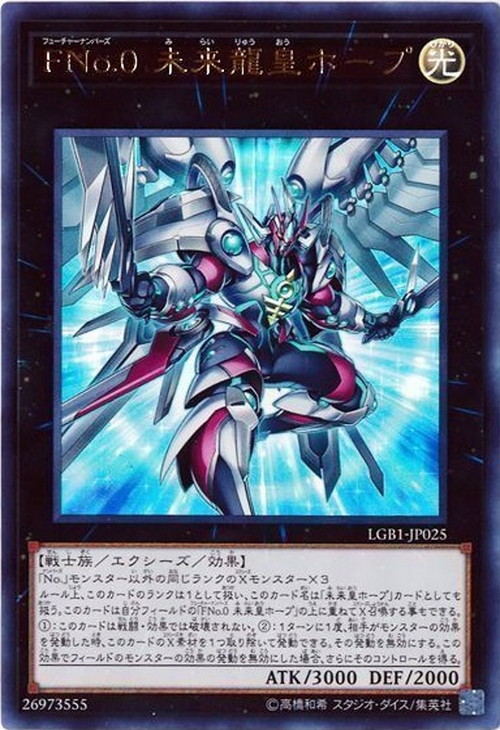 フューチャーナンバーズ み らい りゅう おう
FNo.0 未来龍皇ホープ
ひかり
光
LGB1-JP025
【戦士族／エクシーズ／効果】
「No.」モンスター以外の同じランクのXモンスター×3
ルール上、このカードのランクは1として扱い、このカード名は「未来皇ホープ」カードとしても
扱う。このカードは自分フィールドの「FNo.0 未来皇ホープ」の上に重ねてX召喚する事もできる。
①：このカードは戦闘・効果では破壊されない。②：1ターンに1度、相手がモンスターの効果
を発動した時、このカードのX素材を1つ取り除いて発動できる。その発動を無効にする。この
効果でフィールドのモンスターの効果の発動を無効にした場合、さらにそのコントロールを得る。
ATK/3000 DEF/2000
26973555
©高橋和希 スタジオ・ダイス/集英社